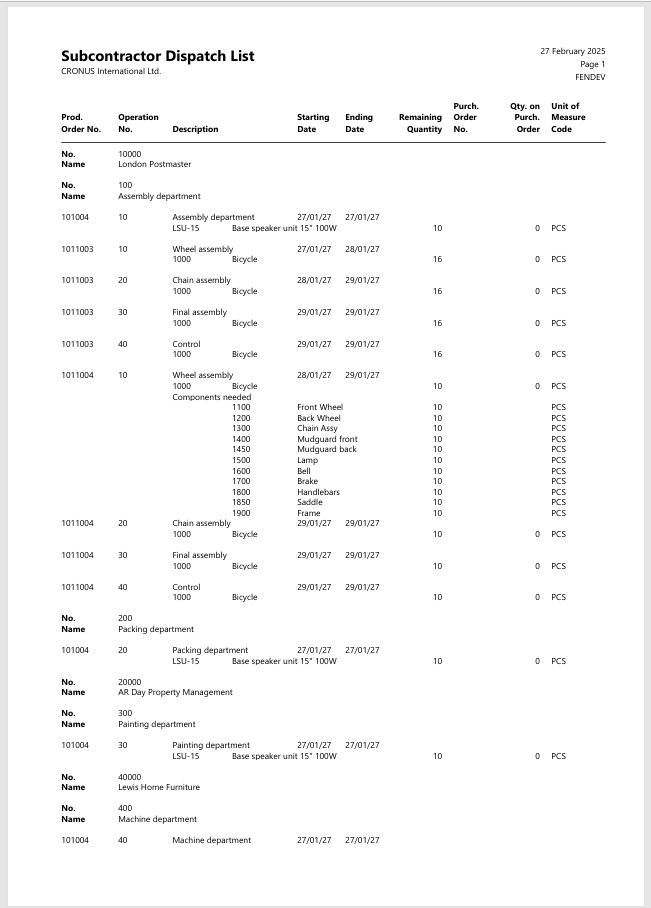 Subcontractor Dispatch List
27 February 2025
CRONUS International Ltd.
Page 1
FENDEV
Purch. Qty. on Unit of
Prod. Operation Starting Ending Remaining Order Purch. Measure
Order No. No. Description Date Date Quantity No. Order Code
No. 10000
Name London Postmaster
No. 100
Name Assembly department
101004 10 Assembly department 27/01/27 27/01/27
LSU-15 Base speaker unit 15" 100W 10 0 PCS
1011003 10 Wheel assembly 27/01/27 28/01/27
1000 Bicycle 16 0 PCS
1011003 20 Chain assembly 28/01/27 29/01/27
1000 Bicycle 16 0 PCS
1011003 30 Final assembly 29/01/27 29/01/27
1000 Bicycle 16 0 PCS
1011003 40 Control 29/01/27 29/01/27
1000 Bicycle 16 0 PCS
1011004 10 Wheel assembly 28/01/27 29/01/27
1000 Bicycle 10 0 PCS
Components needed
1100 Front Wheel 10 PCS
1200 Back Wheel 10 PCS
1300 Chain Assy 10 PCS
1400 Mudguard front 10 PCS
1450 Mudguard back 10 PCS
1500 Lamp 10 PCS
1600 Bell 10 PCS
1700 Brake 10 PCS
1800 Handlebars 10 PCS
1850 Saddle 10 PCS
1900 Frame 10 PCS
1011004 20 Chain assembly 29/01/27 29/01/27
1000 Bicycle 10 0 PCS
1011004 30 Final assembly 29/01/27 29/01/27
1000 Bicycle 10 0 PCS
1011004 40 Control 29/01/27 29/01/27
1000 Bicycle 10 0 PCS
No. 200
Name Packing department
101004 20 Packing department 27/01/27 27/01/27
LSU-15 Base speaker unit 15" 100W 10 0 PCS
No. 20000
Name AR Day Property Management
No. 300
Name Painting department
101004 30 Painting department 27/01/27 27/01/27
LSU-15 Base speaker unit 15" 100W 10 0 PCS
No. 40000
Name Lewis Home Furniture
No. 400
Name Machine department
101004 40 Machine department 27/01/27 27/01/27